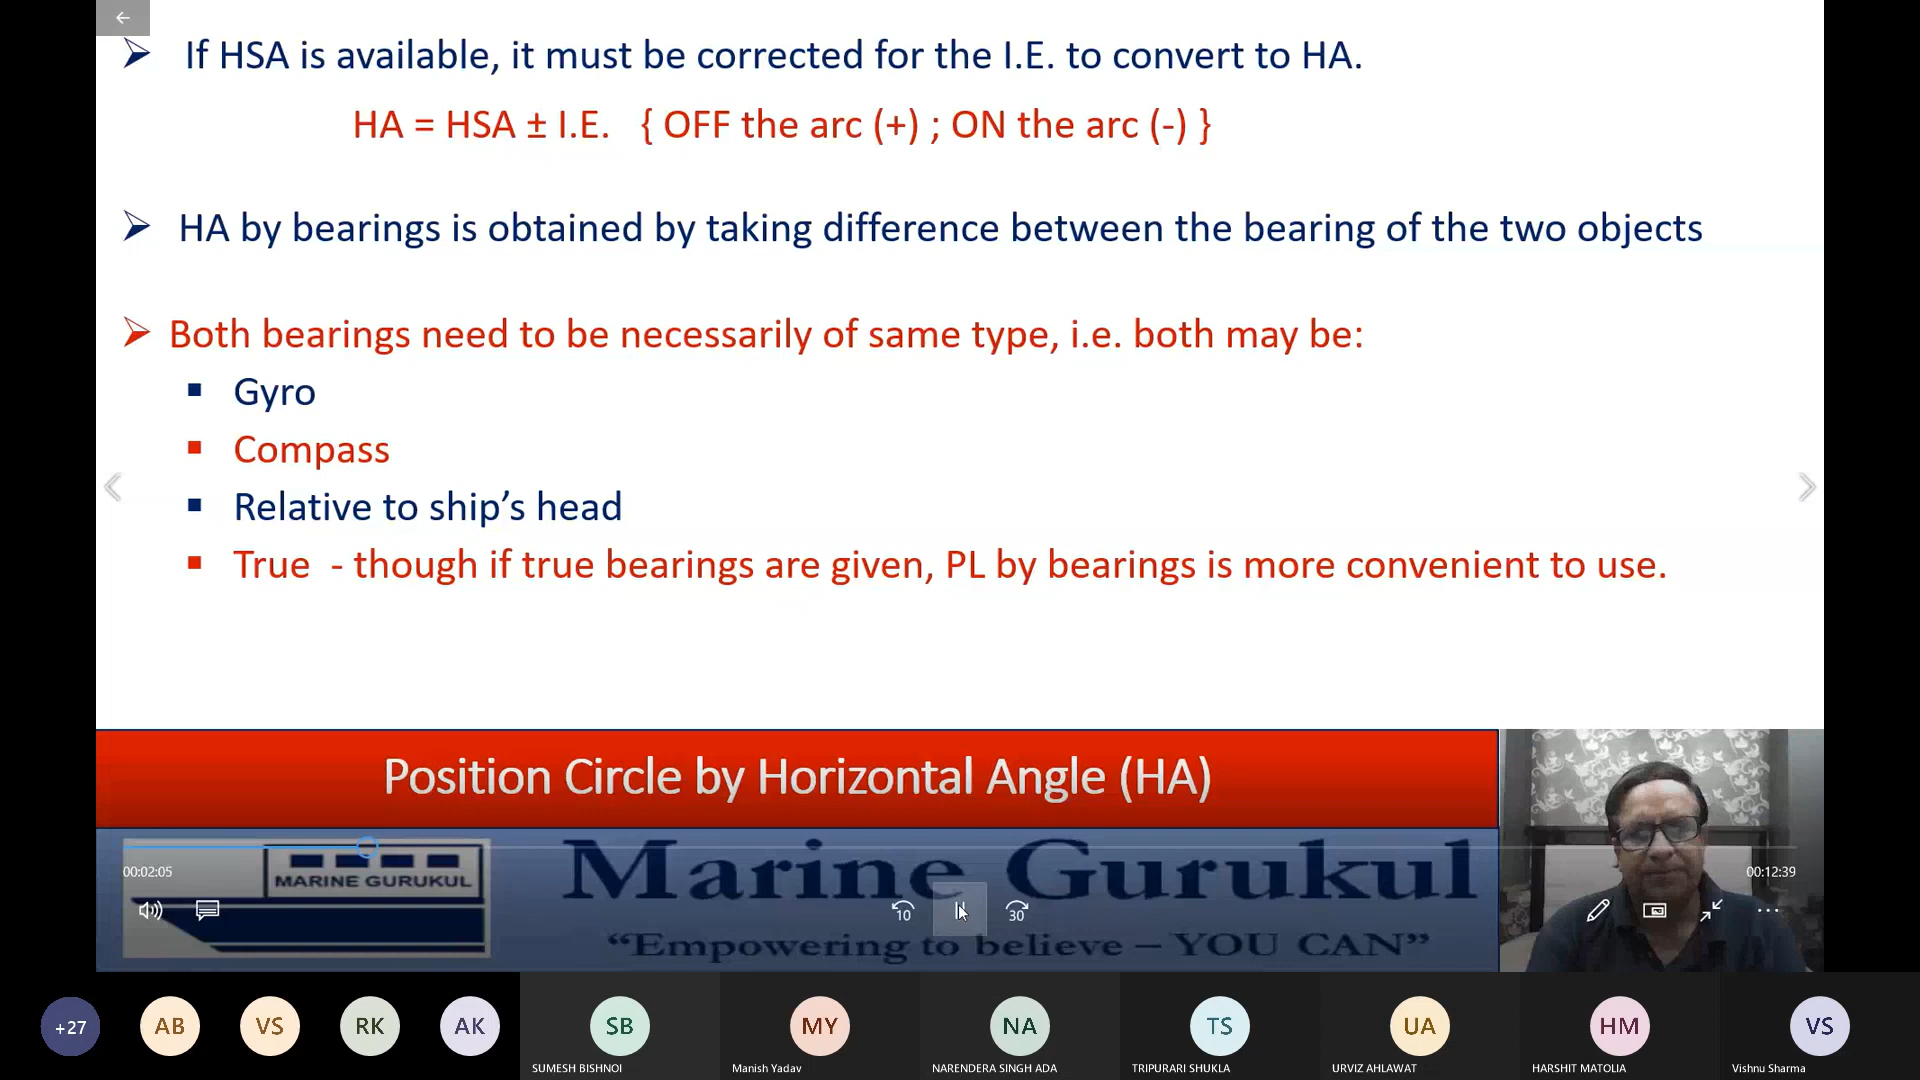 If HSA is available, it must be corrected for the I.E. to convert to HA.
HA = HSA ± I.E. { OFF the arc (+) ; ON the arc (-) }
HA by bearings is obtained by taking difference between the bearing of the two objects
Both bearings need to be necessarily of same type, i.e. both may be:
Gyro
Compass
Relative to ship’s head
True - though if true bearings are given, PL by bearings is more convenient to use.
Position Circle by Horizontal Angle (HA)
MARINE GURUKUL
Marine Gurukul
“Empowering to believe – YOU CAN”
00:02:05
00:12:39
10
30
+27
AB
VS
RK
AK
SB
MY
NA
TS
UA
HM
VS
SUMESH BISHNOI
Manish Yadav
NARENDERA SINGH ADA
TRIPURARI SHUKLA
URVIZ AHLAWAT
HARSHIT MATOLIA
Vishnu Sharma